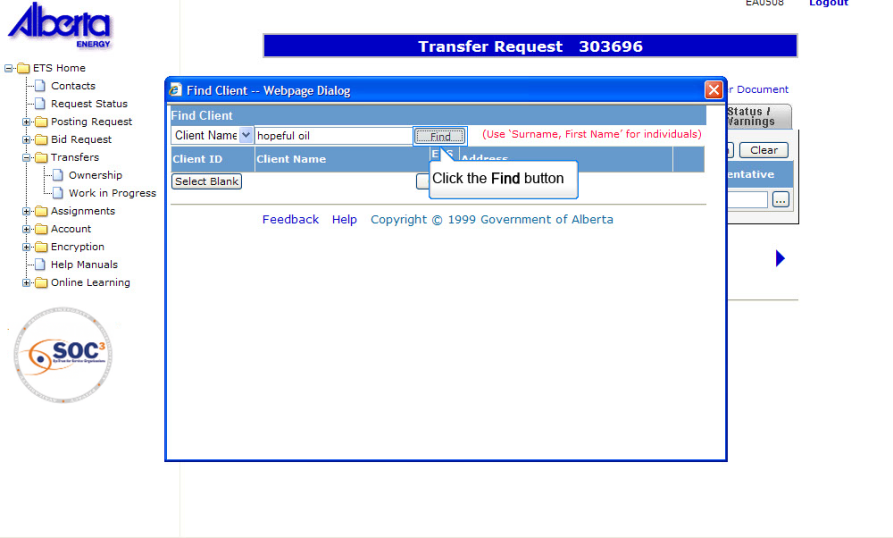 EA0508 Logout
Alberta
ENERGY
Transfer Request 303696
ETS Home
Contacts
Request Status
Posting Request
Bid Request
Transfers
Ownership
Work in Progress
Assignments
Account
Encryption
Help Manuals
Online Learning
SOC3
Find Client -- Webpage Dialog
Find Client
Client Name hopeful oil Find (Use 'Surname, First Name' for individuals)
Client ID Client Name Address
Select Blank
Click the Find button
Feedback Help Copyright © 1999 Government of Alberta
Document
Status /
Warnings
Clear
entative
...